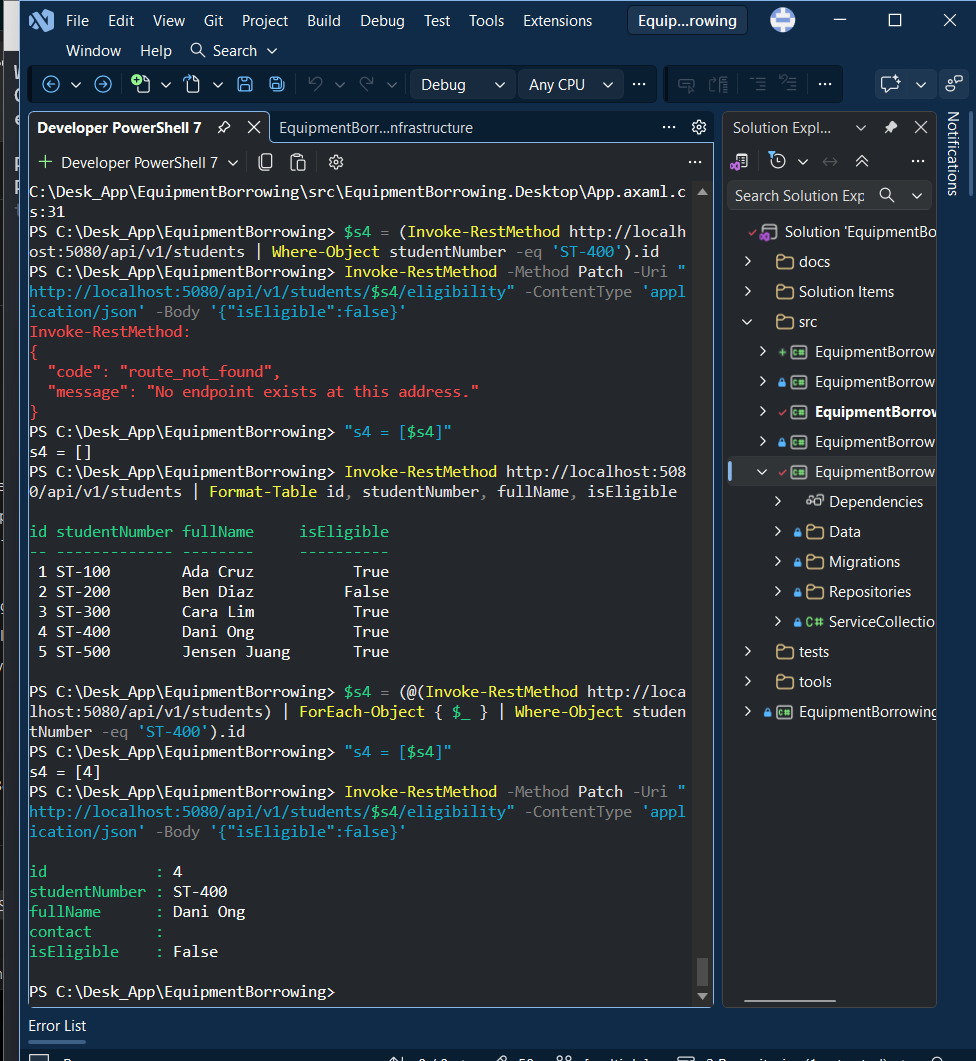 File Edit View Git Project Build Debug Test Tools Extensions Equip...rowing
Window Help Search
Debug Any CPU
Developer PowerShell 7 EquipmentBorr...nfrastructure
Developer PowerShell 7
C:\Desk_App\EquipmentBorrowing\src\EquipmentBorrowing.Desktop\App.axaml.c
s:31
PS C:\Desk_App\EquipmentBorrowing> $s4 = (Invoke-RestMethod http://localh
ost:5080/api/v1/students | Where-Object studentNumber -eq 'ST-400').id
PS C:\Desk_App\EquipmentBorrowing> Invoke-RestMethod -Method Patch -Uri "
http://localhost:5080/api/v1/students/$s4/eligibility" -ContentType 'appl
ication/json' -Body '{"isEligible":false}'
Invoke-RestMethod:
{
  "code": "route_not_found",
  "message": "No endpoint exists at this address."
}
PS C:\Desk_App\EquipmentBorrowing> "s4 = [$s4]"
s4 = []
PS C:\Desk_App\EquipmentBorrowing> Invoke-RestMethod http://localhost:508
0/api/v1/students | Format-Table id, studentNumber, fullName, isEligible
id studentNumber fullName isEligible
-- ------------- -------- ----------
1 ST-100 Ada Cruz True
2 ST-200 Ben Diaz False
3 ST-300 Cara Lim True
4 ST-400 Dani Ong True
5 ST-500 Jensen Juang True
PS C:\Desk_App\EquipmentBorrowing> $s4 = (@(Invoke-RestMethod http://loca
lhost:5080/api/v1/students) | ForEach-Object { $_ } | Where-Object studen
tNumber -eq 'ST-400').id
PS C:\Desk_App\EquipmentBorrowing> "s4 = [$s4]"
s4 = [4]
PS C:\Desk_App\EquipmentBorrowing> Invoke-RestMethod -Method Patch -Uri "
http://localhost:5080/api/v1/students/$s4/eligibility" -ContentType 'appl
ication/json' -Body '{"isEligible":false}'
id : 4
studentNumber : ST-400
fullName : Dani Ong
contact :
isEligible : False
PS C:\Desk_App\EquipmentBorrowing>
Error List
Solution Expl...
Search Solution Exp
Solution 'EquipmentBo
docs
Solution Items
src
EquipmentBorrow
EquipmentBorrow
EquipmentBorrow
EquipmentBorrow
EquipmentBorrow
Dependencies
Data
Migrations
Repositories
ServiceCollectio
tests
tools
EquipmentBorrowing
Notifications